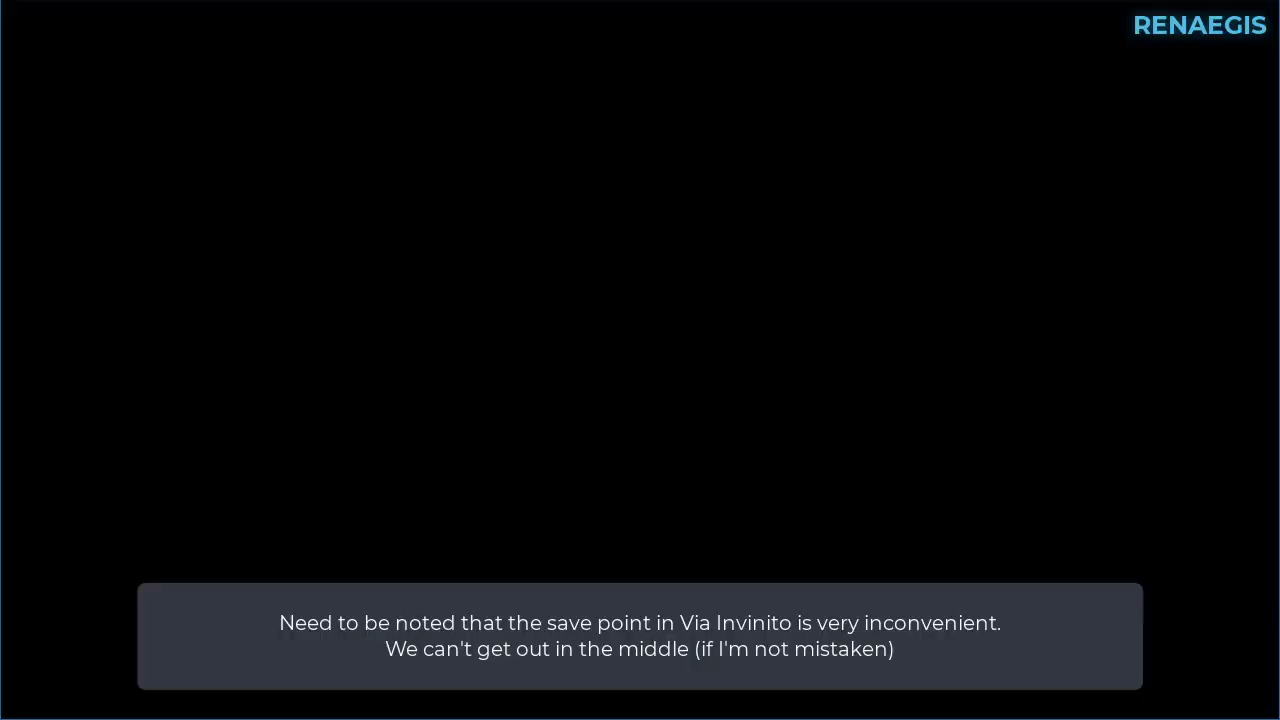 RENAEGIS
Need to be noted that the save point in Via Invinito is very inconvenient.
We can't get out in the middle (if I'm not mistaken)